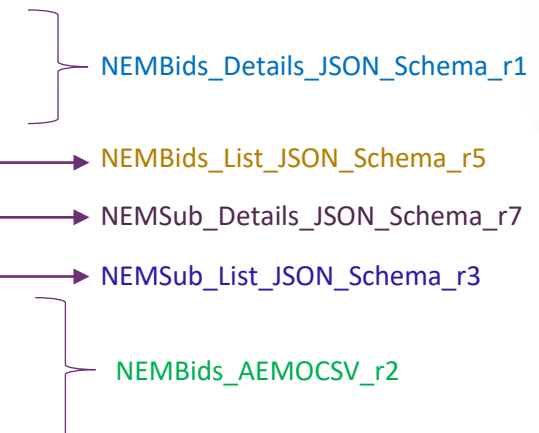 NEMBids_Details_JSON_Schema_r1
NEMBids_List_JSON_Schema_r5
NEMSub_Details_JSON_Schema_r7
NEMSub_List_JSON_Schema_r3
NEMBids_AEMOCSV_r2